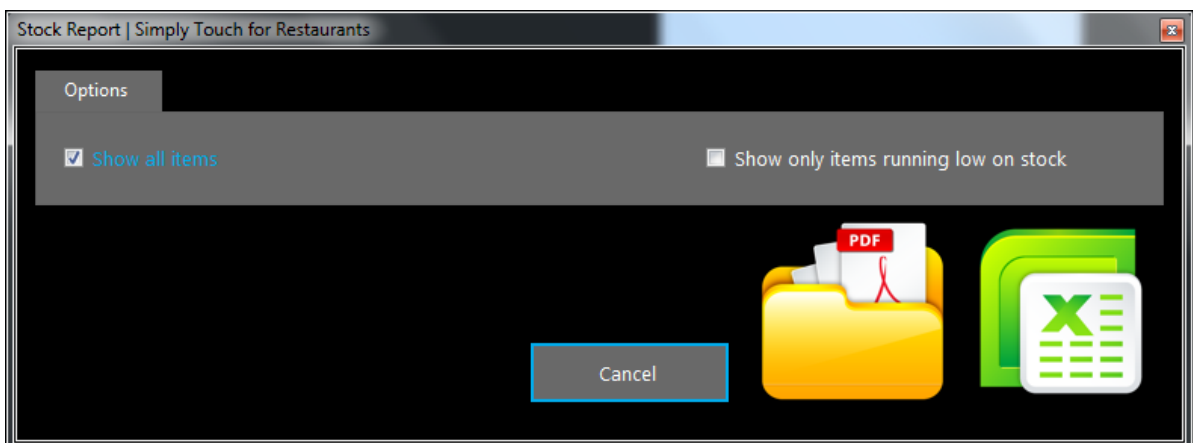 Stock Report | Simply Touch for Restaurants
Options
Show all items
Show only items running low on stock
PDF
X
Cancel